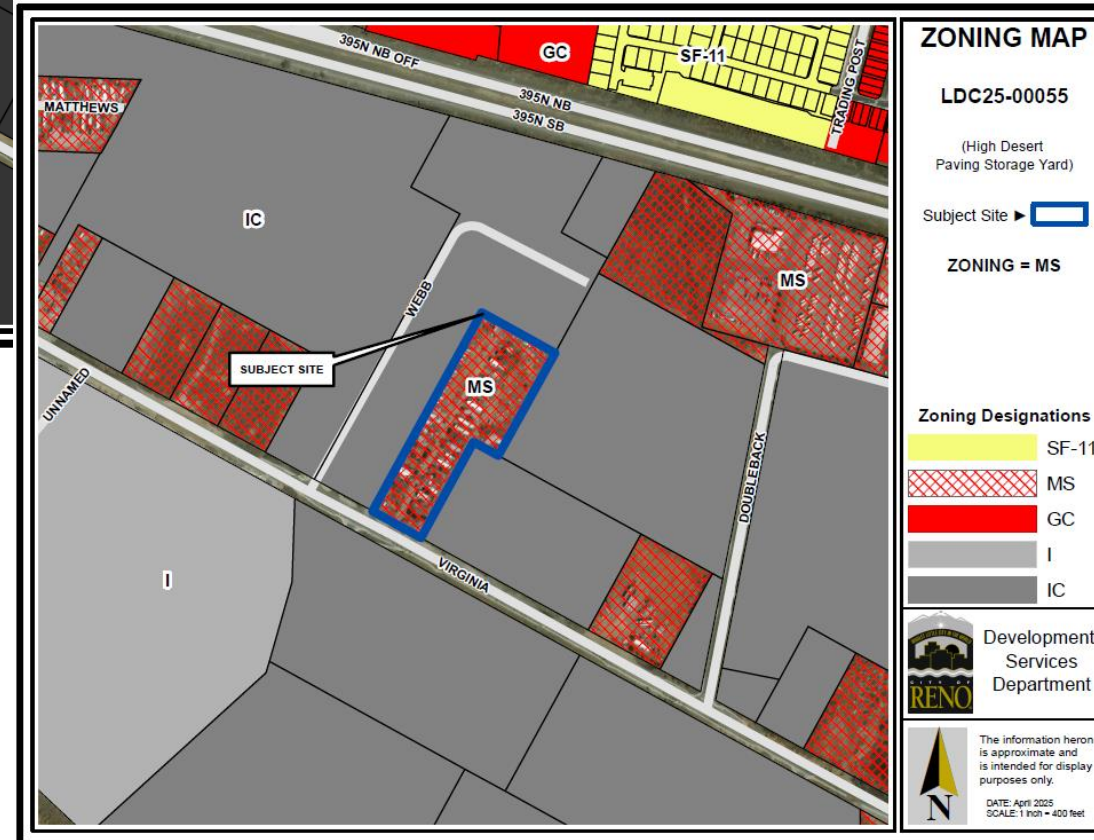 395N NB OFF
GC
SF-11
TRADING POST
395N NB
395N SB
MATTHEWS
IC
MS
WEBB
SUBJECT SITE
MS
UNNAMED
DOUBLEBACK
VIRGINIA
I
ZONING MAP
LDC25-00055
(High Desert
Paving Storage Yard)
Subject Site ►
ZONING = MS
Zoning Designations
SF-11
MS
GC
I
IC
CITY OF
RENO
Development
Services
Department
The information heron
is approximate and
is intended for display
purposes only.
DATE: April 2025
SCALE: 1 inch = 400 feet
N